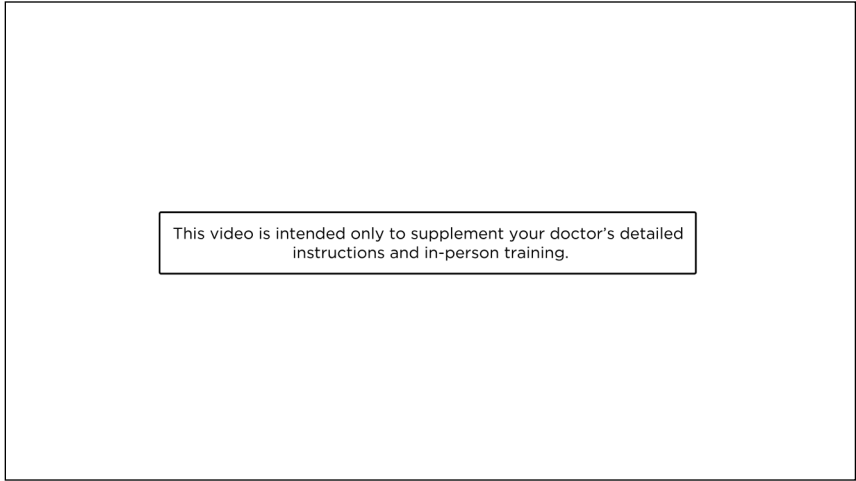 This video is intended only to supplement your doctor’s detailed
instructions and in-person training.